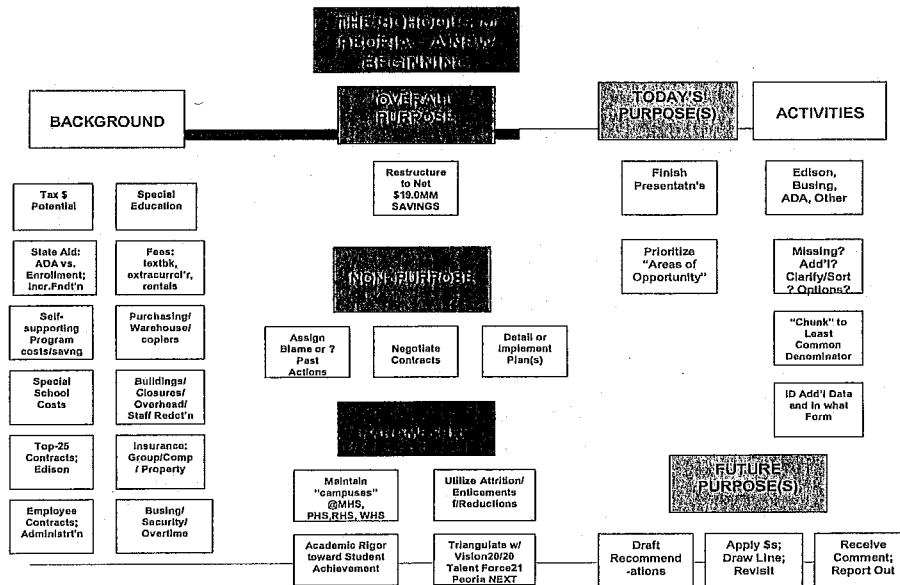 THE SCHOOLS of
PEORIA - A NEW
BEGINNING
OVERALL
PURPOSE
TODAY'S
PURPOSE(S)
BACKGROUND
ACTIVITIES
Restructure
to Net
$19.0MM
SAVINGS
Finish
Presentatn's
Edison,
Busing,
ADA, Other
Tax $
Potential
Special
Education
State Aid:
ADA vs.
Enrollment;
Incr.Fndt'n
Fees:
textbk,
extracurrcl'r,
rentals
Prioritize
"Areas of
Opportunity"
Missing?
Add'l?
Clarify/Sort
? Options?
NON-PURPOSE
Self-
supporting
Program
costs/savng
Purchasing/
Warehouse/
copiers
Assign
Blame or ?
Past
Actions
Negotiate
Contracts
Detail or
Implement
Plan(s)
"Chunk" to
Least
Common
Denominator
Special
School
Costs
Buildings/
Closures/
Overhead/
Staff Redct'n
ID Add'l Data
and in what
Form
PARAMETERS
Top-25
Contracts;
Edison
Insurance;
Group/Comp
/ Property
Maintain
"campuses"
@MHS,
PHS,RHS, WHS
Utilize Attrition/
Enticements
f/Reductions
FUTURE
PURPOSE(S)
Employee
Contracts;
Administrt'n
Busing/
Security/
Overtime
Academic Rigor
toward Student
Achievement
Triangulate w/
Vision20/20
Talent Force21
Peoria NEXT
Draft
Recommend
-ations
Apply $s;
Draw Line;
Revisit
Receive
Comment;
Report Out